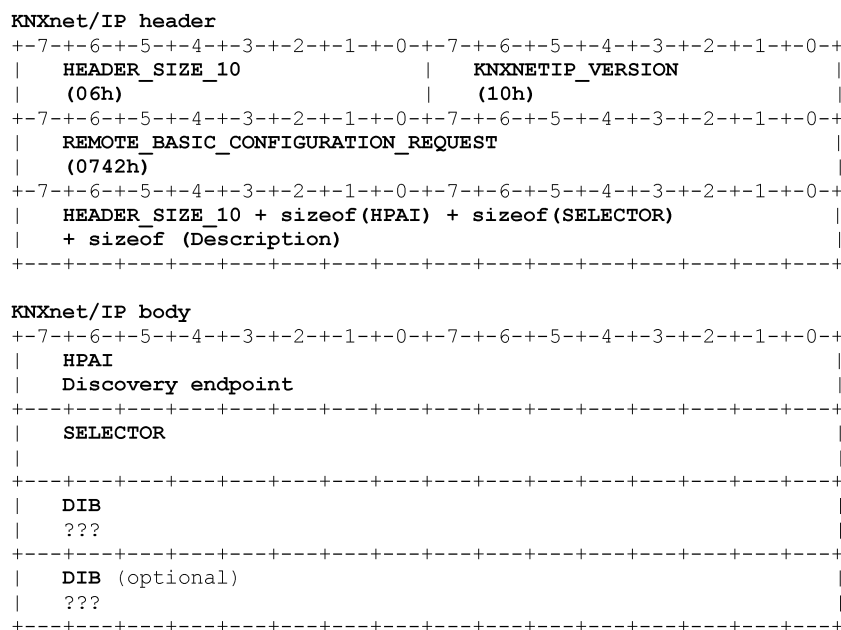 KNXnet/IP header
+-7-+-6-+-5-+-4-+-3-+-2-+-1-+-0-+-7-+-6-+-5-+-4-+-3-+-2-+-1-+-0-+
|   HEADER_SIZE_10              |   KNXNETIP_VERSION            |
|   (06h)                       |   (10h)                       |
+-7-+-6-+-5-+-4-+-3-+-2-+-1-+-0-+-7-+-6-+-5-+-4-+-3-+-2-+-1-+-0-+
|   REMOTE_BASIC_CONFIGURATION_REQUEST                          |
|   (0742h)                                                     |
+-7-+-6-+-5-+-4-+-3-+-2-+-1-+-0-+-7-+-6-+-5-+-4-+-3-+-2-+-1-+-0-+
|   HEADER_SIZE_10 + sizeof(HPAI) + sizeof(SELECTOR)            |
|   + sizeof (Description)                                      |
+---+---+---+---+---+---+---+---+---+---+---+---+---+---+---+---+
KNXnet/IP body
+-7-+-6-+-5-+-4-+-3-+-2-+-1-+-0-+-7-+-6-+-5-+-4-+-3-+-2-+-1-+-0-+
|   HPAI                                                        |
|   Discovery endpoint                                          |
+---+---+---+---+---+---+---+---+---+---+---+---+---+---+---+---+
|   SELECTOR                                                    |
|                                                               |
+---+---+---+---+---+---+---+---+---+---+---+---+---+---+---+---+
|   DIB                                                         |
|   ???                                                         |
+---+---+---+---+---+---+---+---+---+---+---+---+---+---+---+---+
|   DIB (optional)                                              |
|   ???                                                         |
+---+---+---+---+---+---+---+---+---+---+---+---+---+---+---+---+